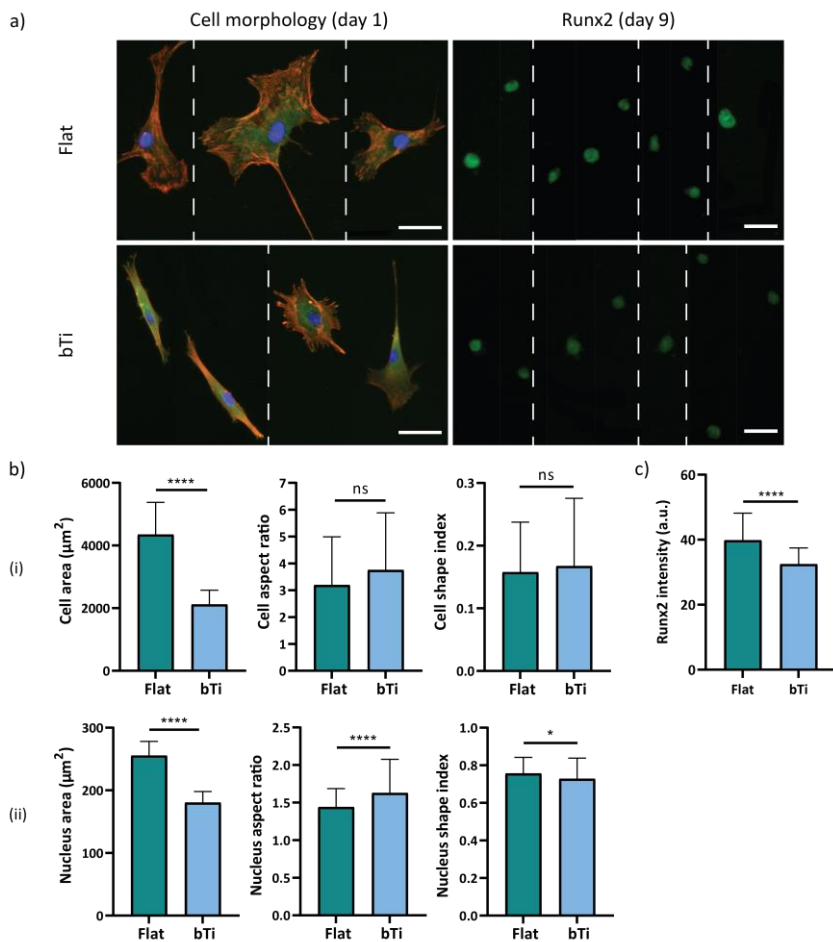 a)
Cell morphology (day 1)
Runx2 (day 9)
Flat
bTi
b)
(i)
Cell area (µm²)
6000
4000
2000
0
****
Flat
bTi
Cell aspect ratio
7
6
5
4
3
2
1
0
ns
Flat
bTi
Cell shape index
0.3
0.2
0.1
0.0
ns
Flat
bTi
c)
Runx2 intensity (a.u.)
60
40
20
0
****
Flat
bTi
(ii)
Nucleus area (µm²)
300
200
100
0
****
Flat
bTi
Nucleus aspect ratio
2.5
2.0
1.5
1.0
0.5
0.0
****
Flat
bTi
Nucleus shape index
1.0
0.8
0.6
0.4
0.2
0.0
*
Flat
bTi